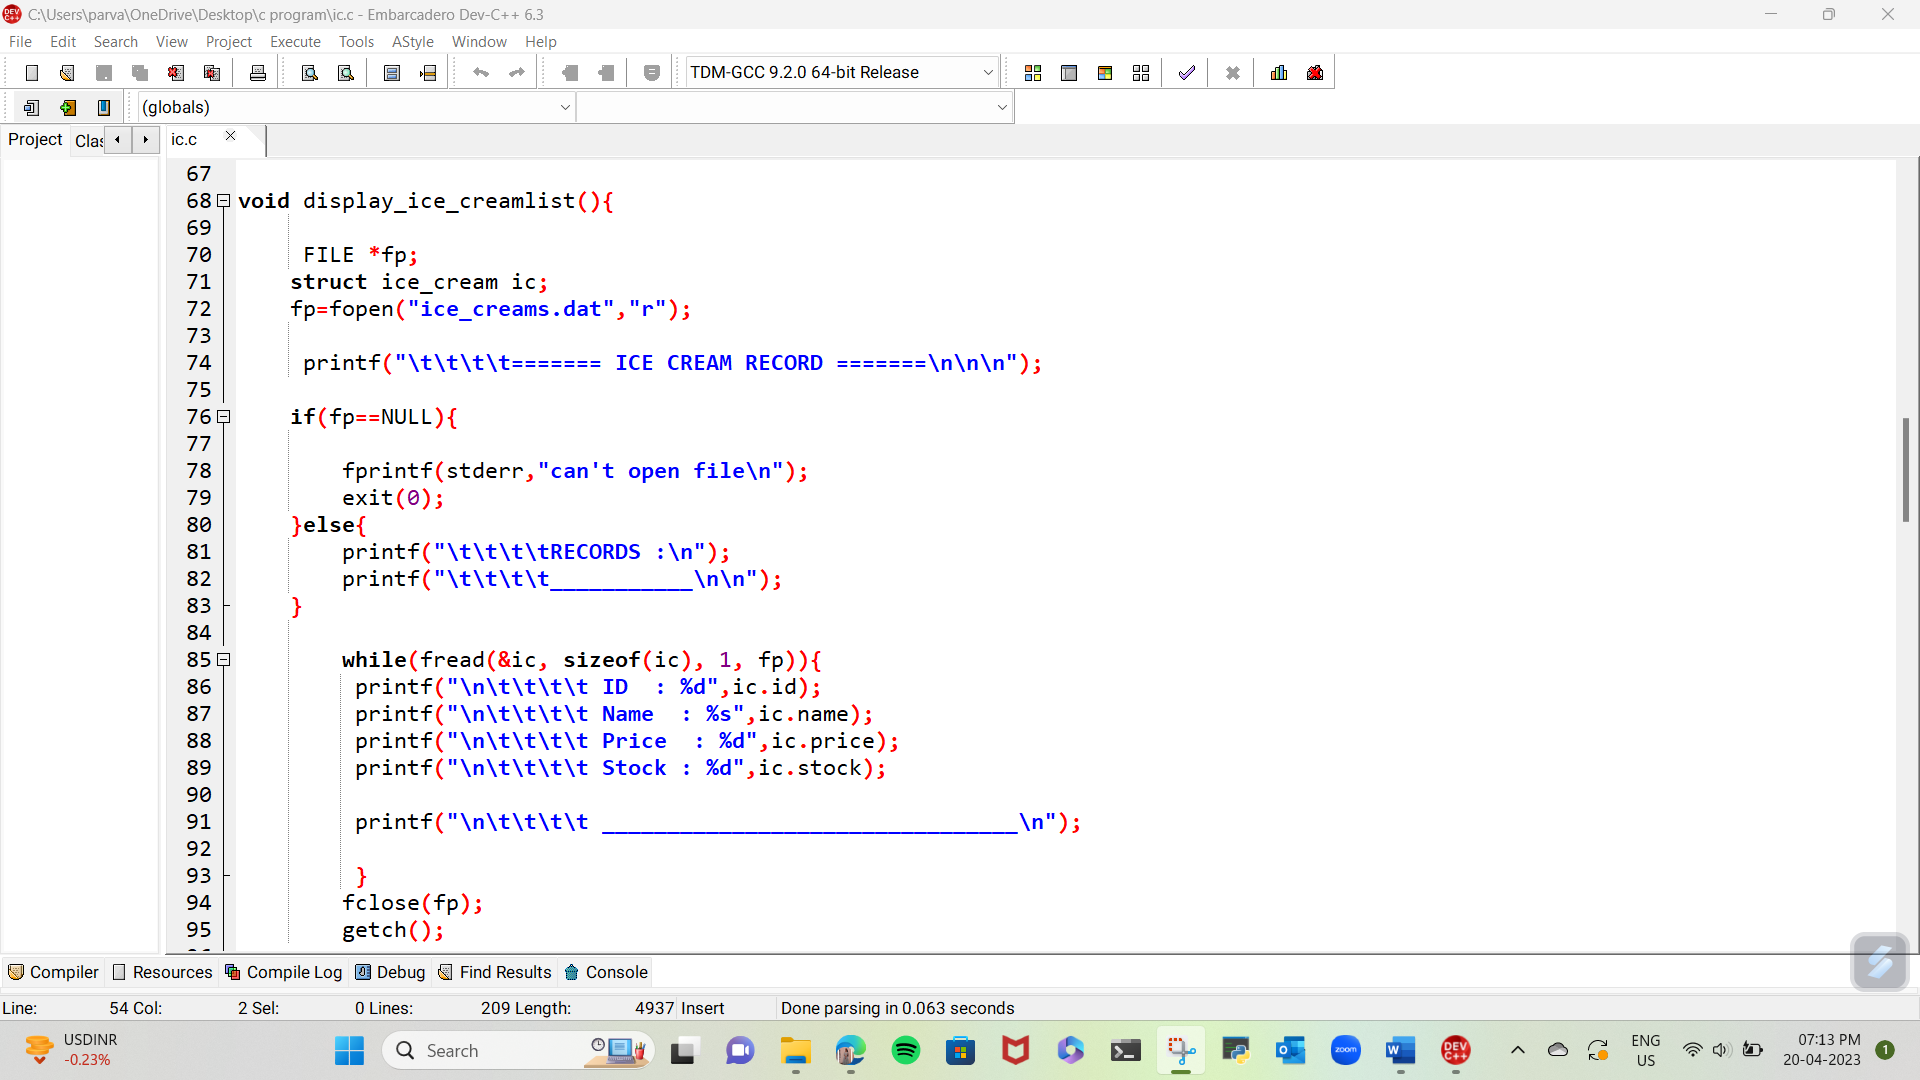 C:\Users\parva\OneDrive\Desktop\c program\ic.c - Embarcadero Dev-C++ 6.3
File Edit Search View Project Execute Tools AStyle Window Help
TDM-GCC 9.2.0 64-bit Release
(globals)
Project Clas ic.c
67
68 void display_ice_creamlist(){
69
70 FILE *fp;
71 struct ice_cream ic;
72 fp=fopen("ice_creams.dat","r");
73
74 printf("\t\t\t\t======= ICE CREAM RECORD =======\n\n\n");
75
76 if(fp==NULL){
77
78 fprintf(stderr,"can't open file\n");
79 exit(0);
80 }else{
81 printf("\t\t\t\tRECORDS :\n");
82 printf("\t\t\t\t___________\n\n");
83 }
84
85 while(fread(&ic, sizeof(ic), 1, fp)){
86 printf("\n\t\t\t\t ID  : %d",ic.id);
87 printf("\n\t\t\t\t Name  : %s",ic.name);
88 printf("\n\t\t\t\t Price  : %d",ic.price);
89 printf("\n\t\t\t\t Stock : %d",ic.stock);
90
91 printf("\n\t\t\t\t ________________________________\n");
92
93 }
94 fclose(fp);
95 getch();
Compiler Resources Compile Log Debug Find Results Console
Line: 54 Col: 2 Sel: 0 Lines: 209 Length: 4937 Insert Done parsing in 0.063 seconds
USDINR
-0.23%
Search
zoom
W
DEV
C++
ENG
US
07:13 PM
20-04-2023
1